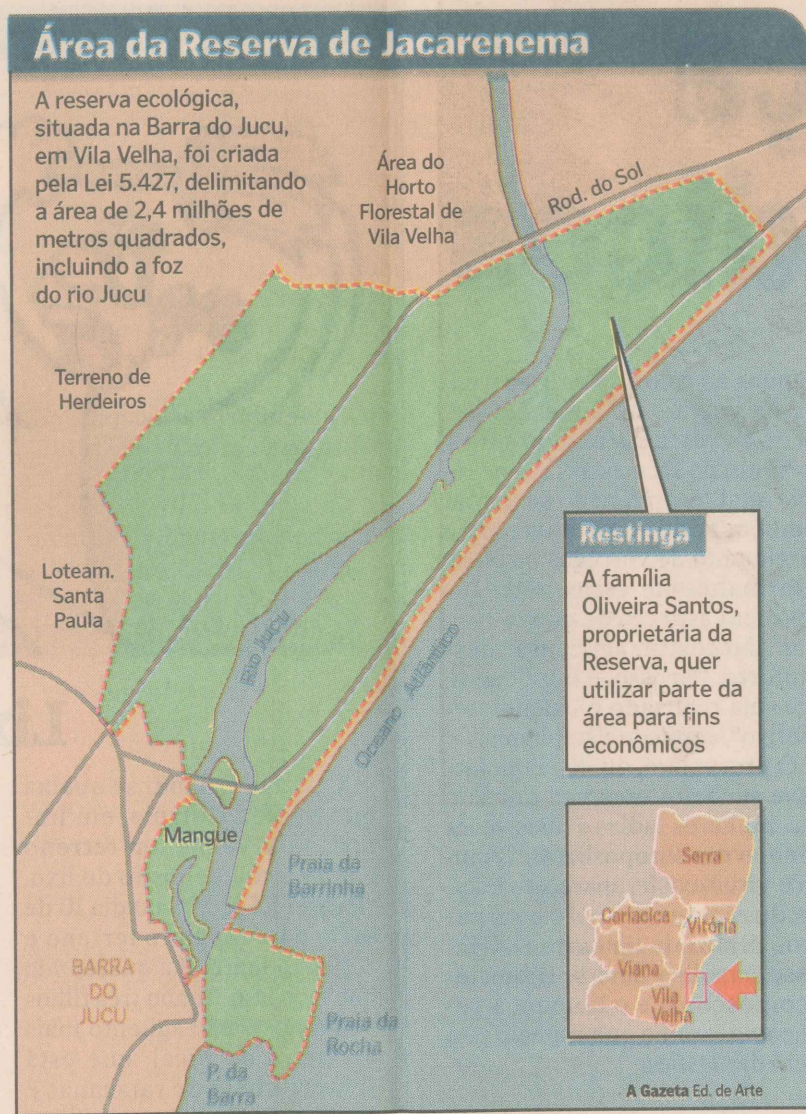 Área da Reserva de Jacarenema
A reserva ecológica,
situada na Barra do Jucu,
em Vila Velha, foi criada
pela Lei 5.427, delimitando
a área de 2,4 milhões de
metros quadrados,
incluindo a foz
do rio Jucu
Área do
Horto
Florestal de
Vila Velha
Rod. do Sol
Terreno de
Herdeiros
Loteam.
Santa
Paula
Rio Jucu
Oceano Atlântico
Restinga
A família
Oliveira Santos,
proprietária da
Reserva, quer
utilizar parte da
área para fins
econômicos
Mangue
Praia da
Barrinha
BARRA
DO
JUCU
Praia da
Rocha
P. da
Barra
Serra
Cariacica
Vitória
Viana
Vila
Velha
A Gazeta Ed. de Arte